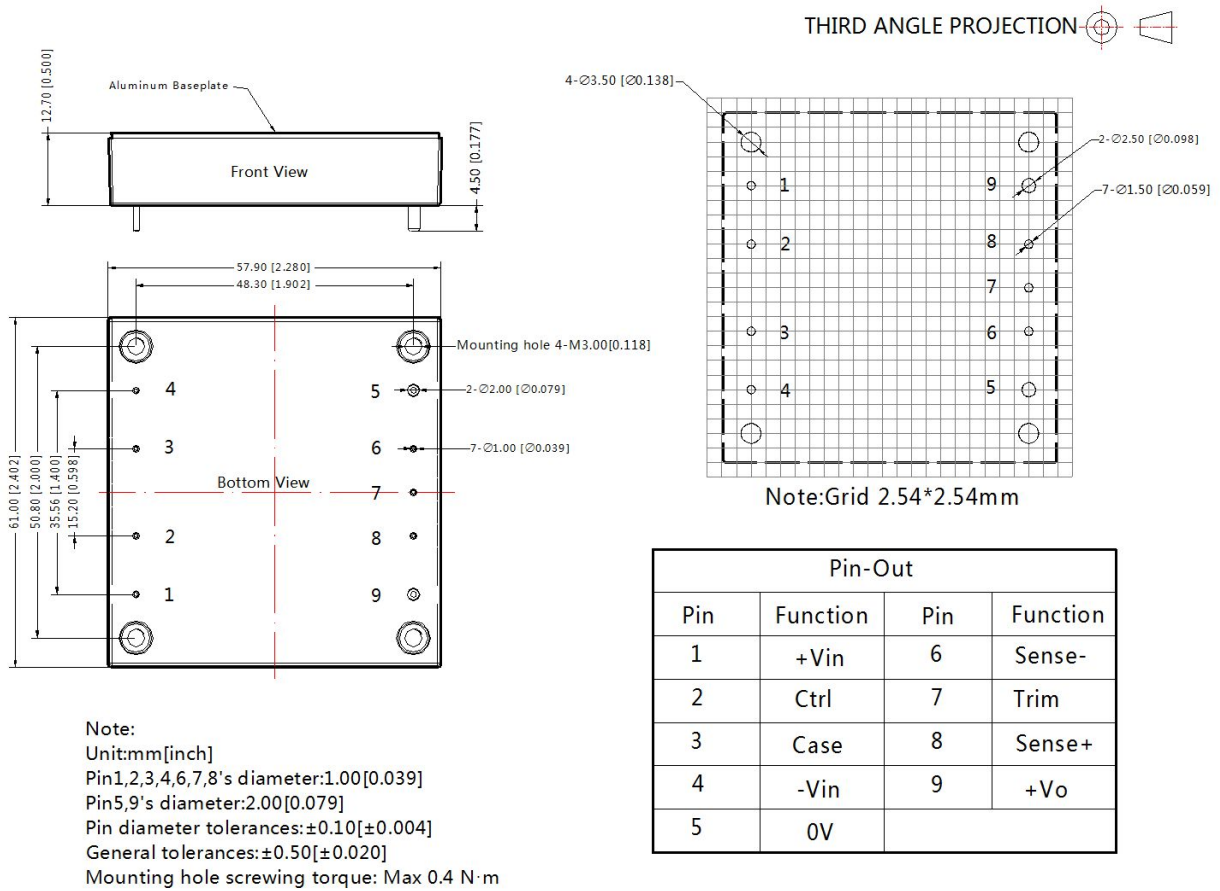 THIRD ANGLE PROJECTION
12.70 [0.500]
Aluminum Baseplate
Front View
4.50 [0.177]
4-∅3.50 [∅0.138]
2-∅2.50 [∅0.098]
7-∅1.50 [∅0.059]
1 9
2 8
7
3 6
4 5
Note:Grid 2.54*2.54mm
57.90 [2.280]
48.30 [1.902]
Mounting hole 4-M3.00[0.118]
4 5 2-∅2.00 [∅0.079]
3 6 7-∅1.00 [∅0.039]
Bottom View
7
2 8
1 9
61.00 [2.402]
50.80 [2.000]
35.56 [1.400]
15.20 [0.598]
Pin-Out
Pin Function Pin Function
1 +Vin 6 Sense-
2 Ctrl 7 Trim
3 Case 8 Sense+
4 -Vin 9 +Vo
5 0V
Note:
Unit:mm[inch]
Pin1,2,3,4,6,7,8's diameter:1.00[0.039]
Pin5,9's diameter:2.00[0.079]
Pin diameter tolerances:±0.10[±0.004]
General tolerances:±0.50[±0.020]
Mounting hole screwing torque: Max 0.4 N·m